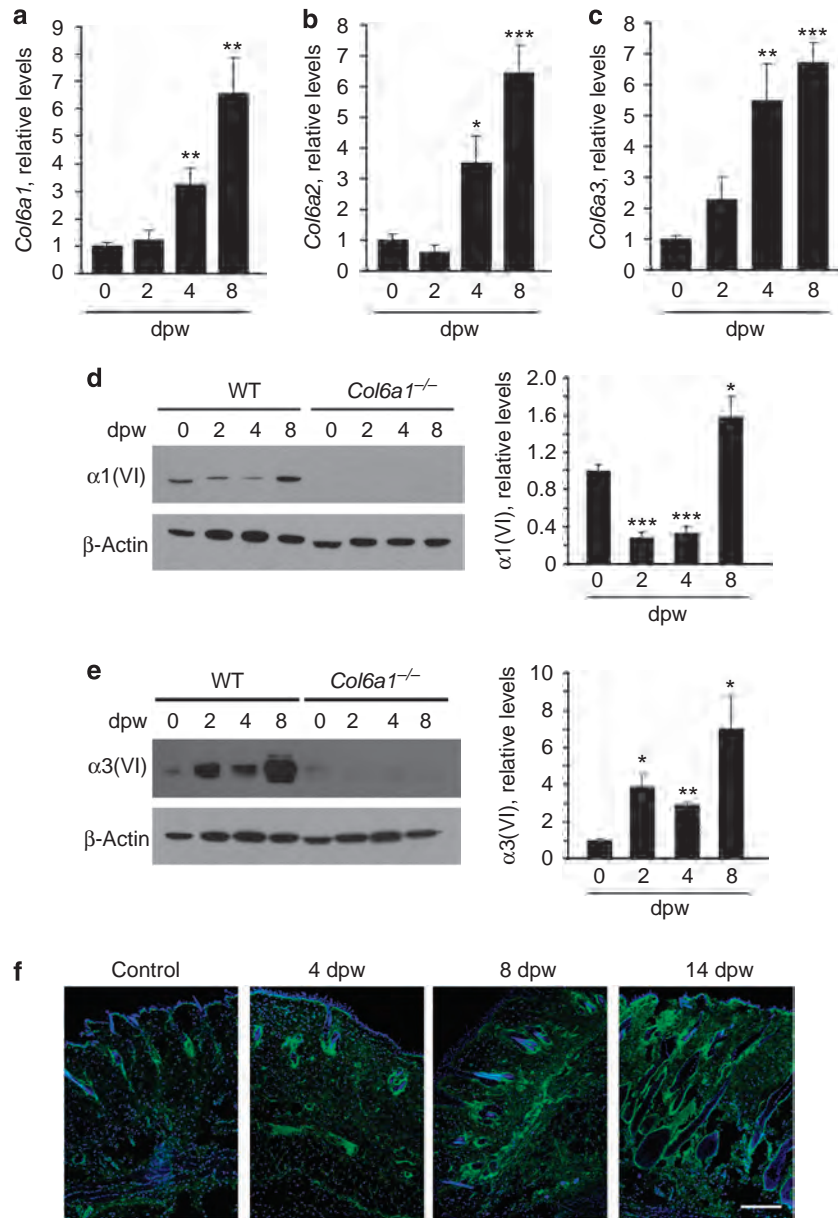 a
Col6a1, relative levels
9
8
7
6
5
4
3
2
1
0
**
**
0 2 4 8
dpw
b
Col6a2, relative levels
8
7
6
5
4
3
2
1
0
*
***
0 2 4 8
dpw
c
Col6a3, relative levels
8
7
6
5
4
3
2
1
0
**
***
0 2 4 8
dpw
d
WT Col6a1–/–
dpw 0 2 4 8 0 2 4 8
α1(VI)
β-Actin
α1(VI), relative levels
2.0
1.6
1.2
0.8
0.4
0
*** *** *
0 2 4 8
dpw
e
WT Col6a1–/–
dpw 0 2 4 8 0 2 4 8
α3(VI)
β-Actin
α3(VI), relative levels
10
8
6
4
2
0
* ** *
0 2 4 8
dpw
f
Control 4 dpw 8 dpw 14 dpw